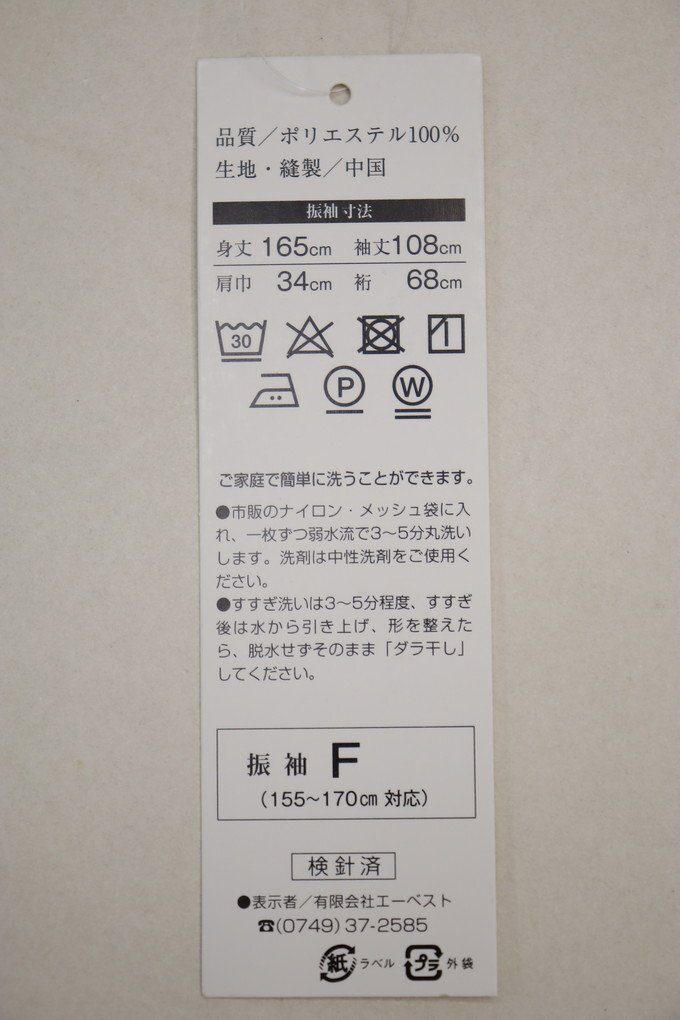 品質／ポリエステル100%
生地・縫製／中国
振袖寸法
身丈 165cm 袖丈108cm
肩巾 34cm 裄 68cm
30
P W
ご家庭で簡単に洗うことができます。
●市販のナイロン・メッシュ袋に入
れ、一枚ずつ弱水流で3〜5分丸洗い
します。洗剤は中性洗剤をご使用く
ださい。
●すすぎ洗いは3〜5分程度、すすぎ
後は水から引き上げ、形を整えた
ら、脱水せずそのまま「ダラ干し」
してください。
振袖 F
（155〜170㎝ 対応）
検針済
●表示者／有限会社エーベスト
☎(0749)37-2585
紙 ラベル プラ 外袋